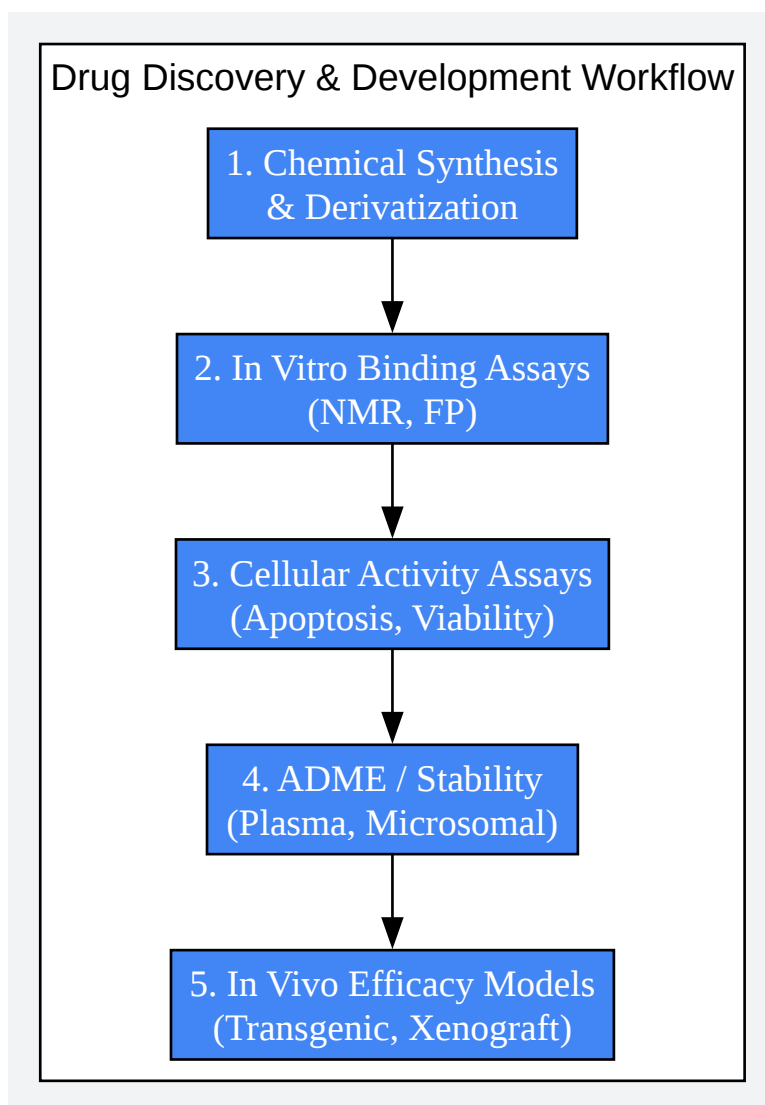 Drug Discovery & Development Workflow
1. Chemical Synthesis
& Derivatization
2. In Vitro Binding Assays
(NMR, FP)
3. Cellular Activity Assays
(Apoptosis, Viability)
4. ADME / Stability
(Plasma, Microsomal)
5. In Vivo Efficacy Models
(Transgenic, Xenograft)